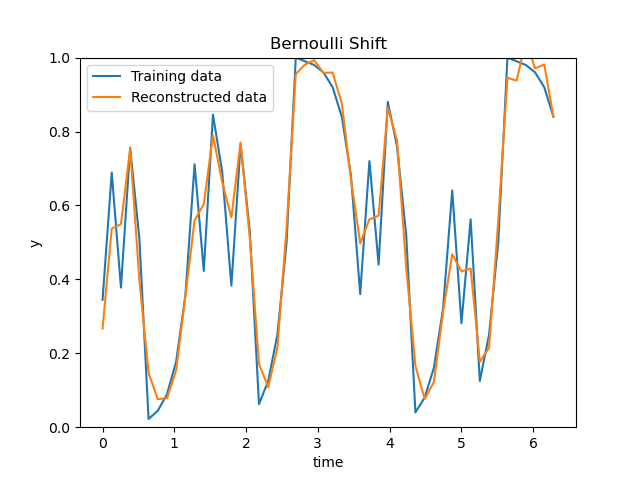 Bernoulli Shift
Training data
Reconstructed data
1.0
0.8
0.6
0.4
0.2
0.0
y
0 1 2 3 4 5 6
time